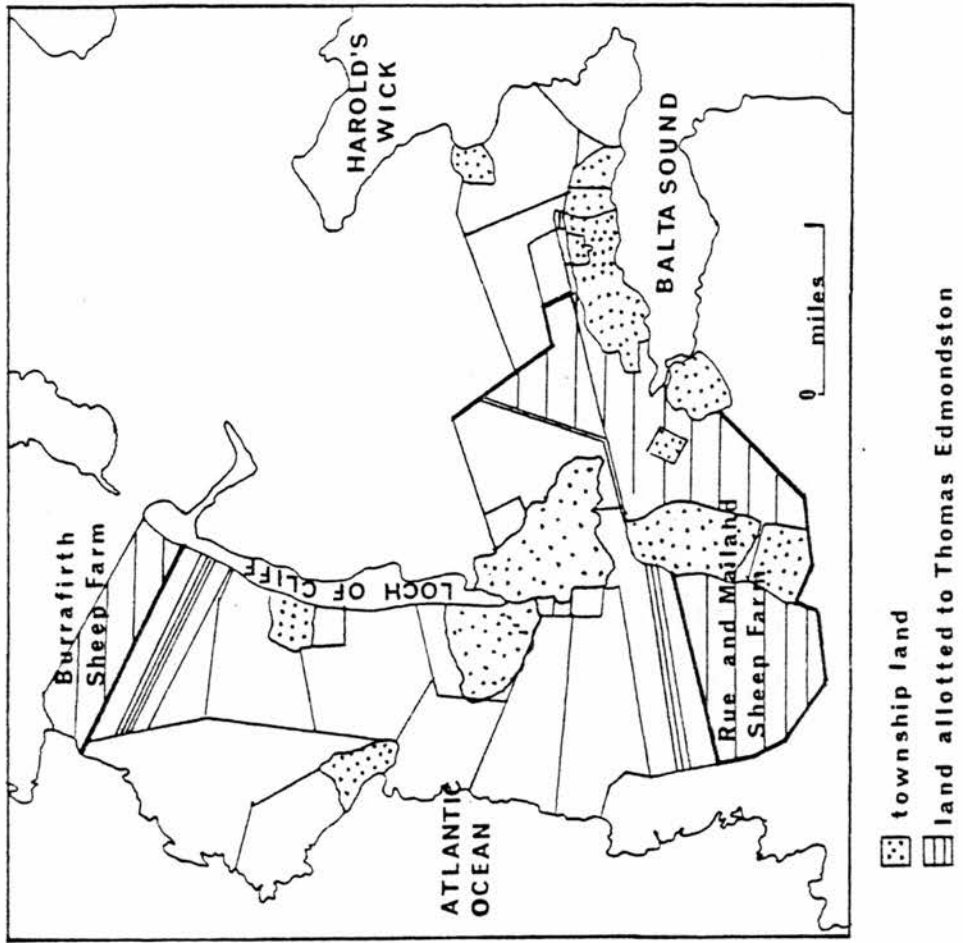 HAROLD'S
WICK
Burrafirth
Sheep Farm
LOCH OF CLIFF
BALTA SOUND
ATLANTIC
OCEAN
Rue and Mailand
Sheep Farm
0 1
miles
township land
land allotted to Thomas Edmondston